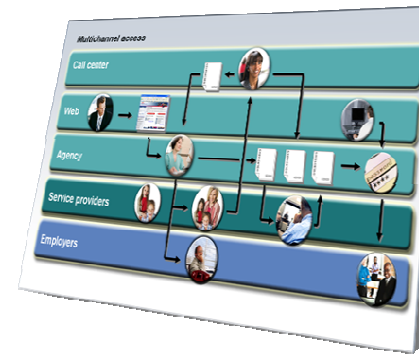 Multichannel access
Call center
Web
Agency
Service providers
Employers